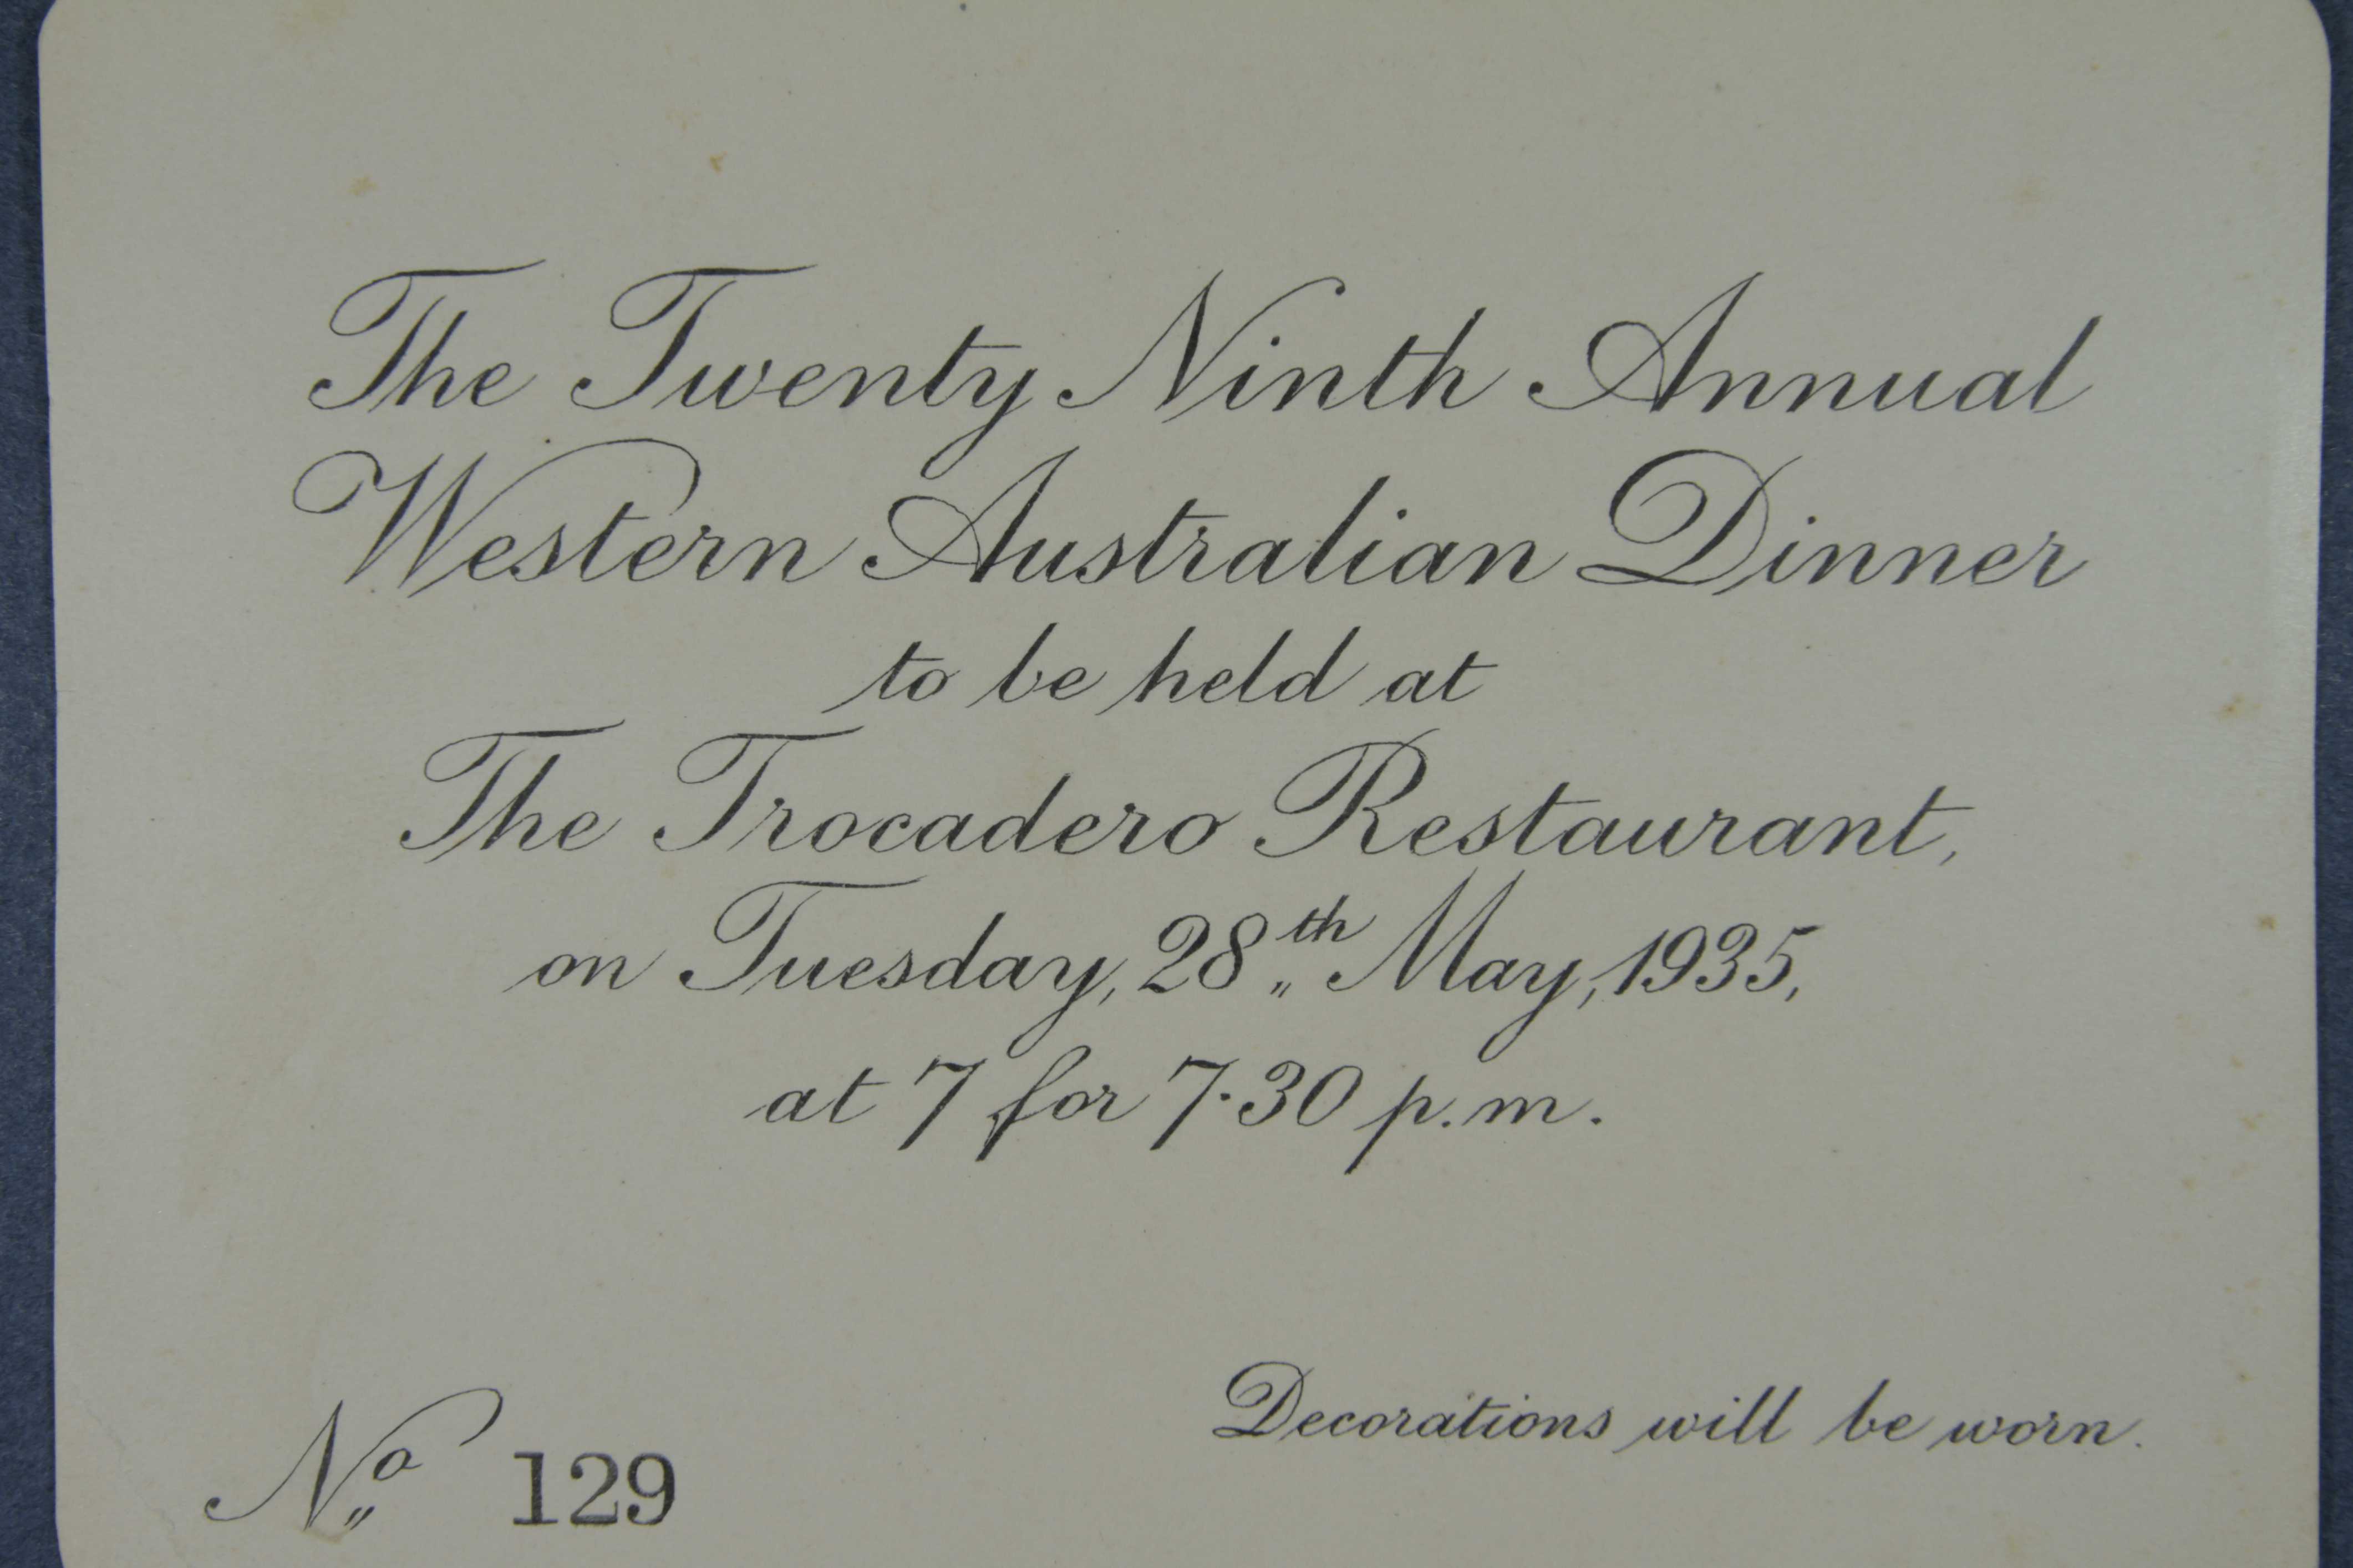 The Twenty Ninth Annual
Western Australian Dinner
to be held at
The Trocadero Restaurant,
on Tuesday, 28th May, 1935,
at 7 for 7·30 p.m.
Decorations will be worn.
No 129